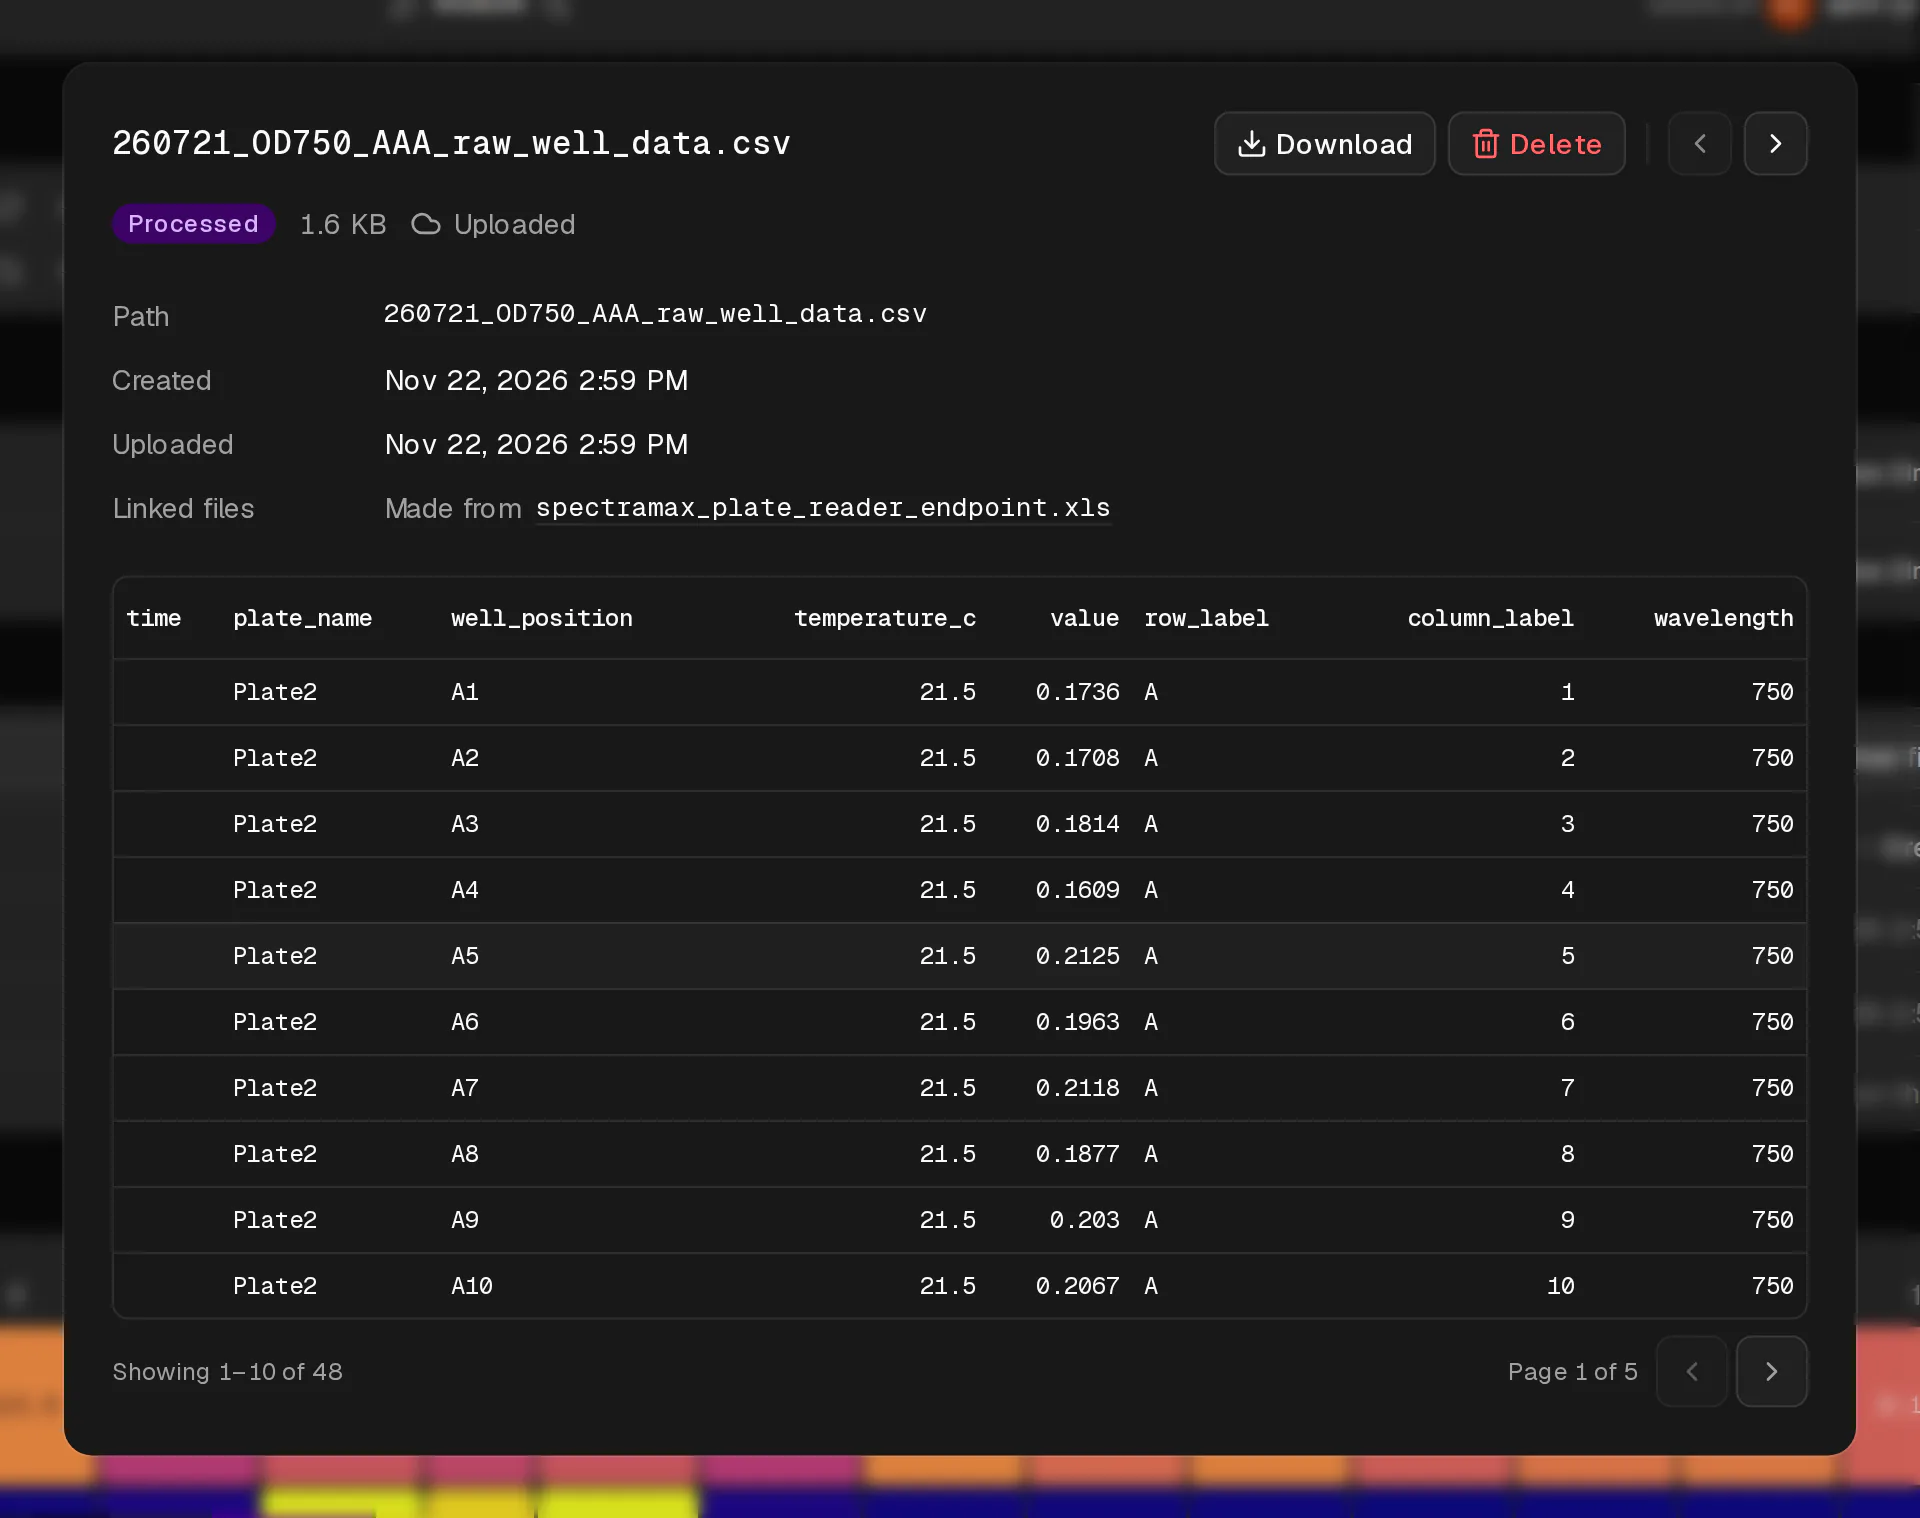 260721_OD750_AAA_raw_well_data.csv
Download
Delete
Processed 1.6 KB Uploaded
Path 260721_OD750_AAA_raw_well_data.csv
Created Nov 22, 2026 2:59 PM
Uploaded Nov 22, 2026 2:59 PM
Linked files Made from spectramax_plate_reader_endpoint.xls
time plate_name well_position temperature_c value row_label column_label wavelength
Plate2 A1 21.5 0.1736 A 1 750
Plate2 A2 21.5 0.1708 A 2 750
Plate2 A3 21.5 0.1814 A 3 750
Plate2 A4 21.5 0.1609 A 4 750
Plate2 A5 21.5 0.2125 A 5 750
Plate2 A6 21.5 0.1963 A 6 750
Plate2 A7 21.5 0.2118 A 7 750
Plate2 A8 21.5 0.1877 A 8 750
Plate2 A9 21.5 0.203 A 9 750
Plate2 A10 21.5 0.2067 A 10 750
Showing 1–10 of 48
Page 1 of 5